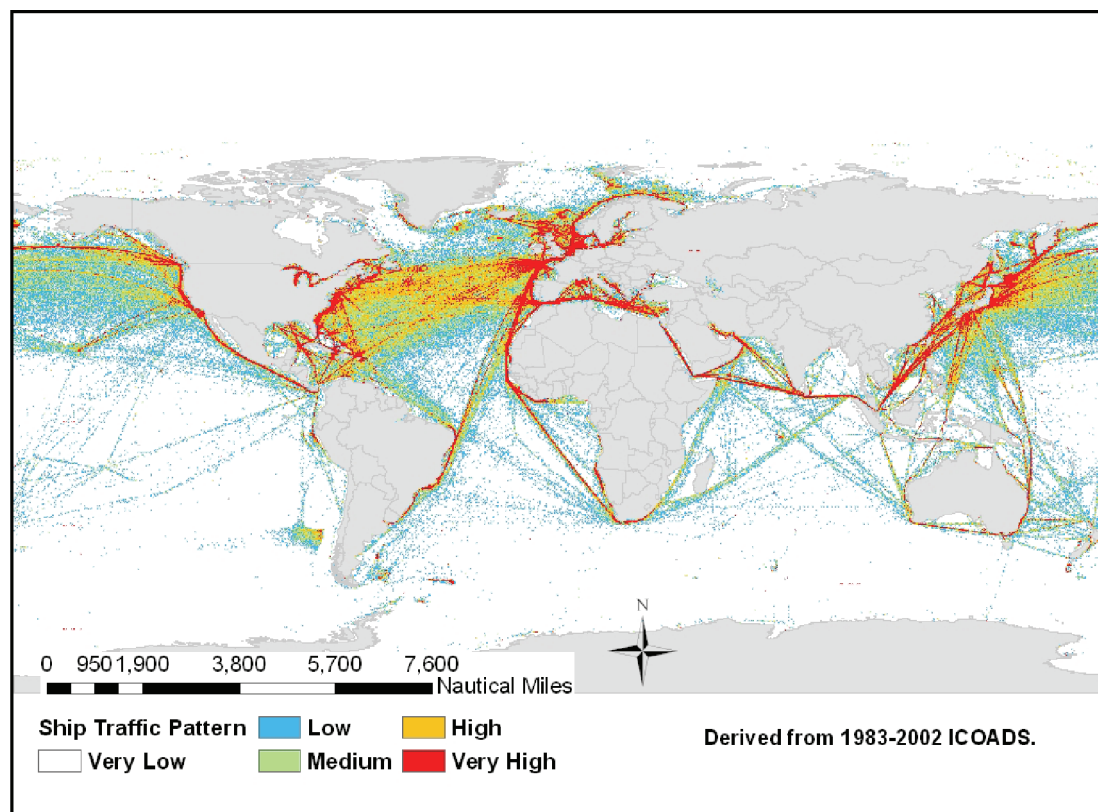 N
0 950 1,900 3,800 5,700 7,600
Nautical Miles
Ship Traffic Pattern Low High
Very Low Medium Very High
Derived from 1983-2002 ICOADS.